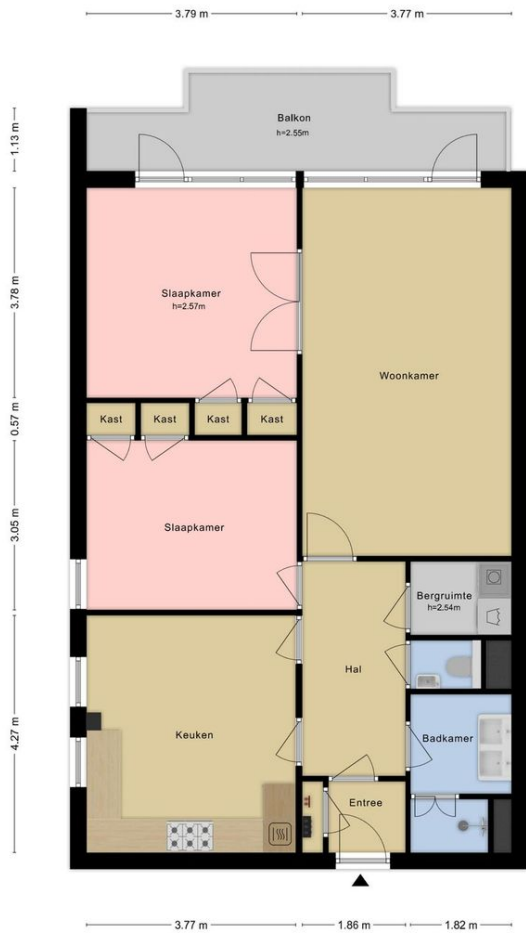 3.79 m
3.77 m
1.13 m
3.78 m
0.57 m
3.05 m
4.27 m
Balkon
h=2.55m
Slaapkamer
h=2.57m
Woonkamer
Kast
Kast
Kast
Kast
Slaapkamer
Bergruimte
h=2.54m
Hal
Keuken
Badkamer
Entree
3.77 m
1.86 m
1.82 m